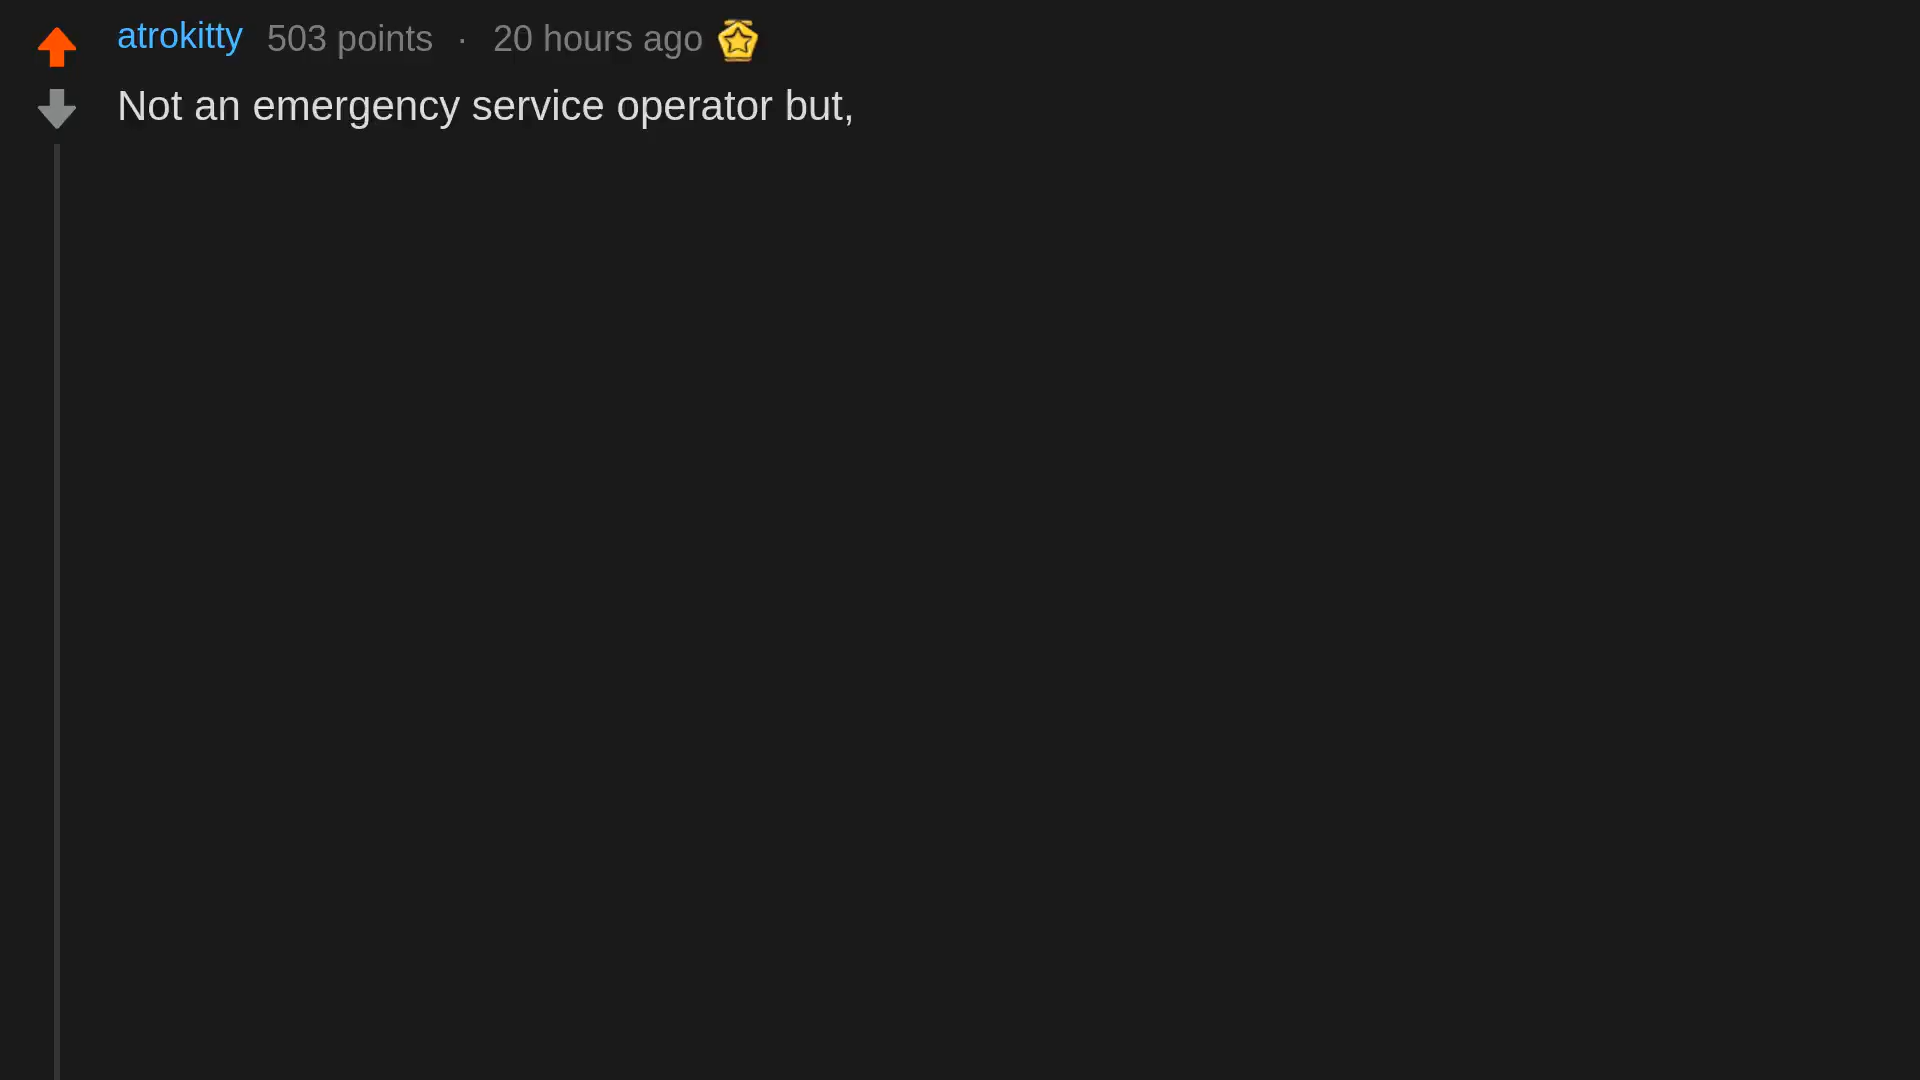 atrokitty 503 points · 20 hours ago
Not an emergency service operator but,